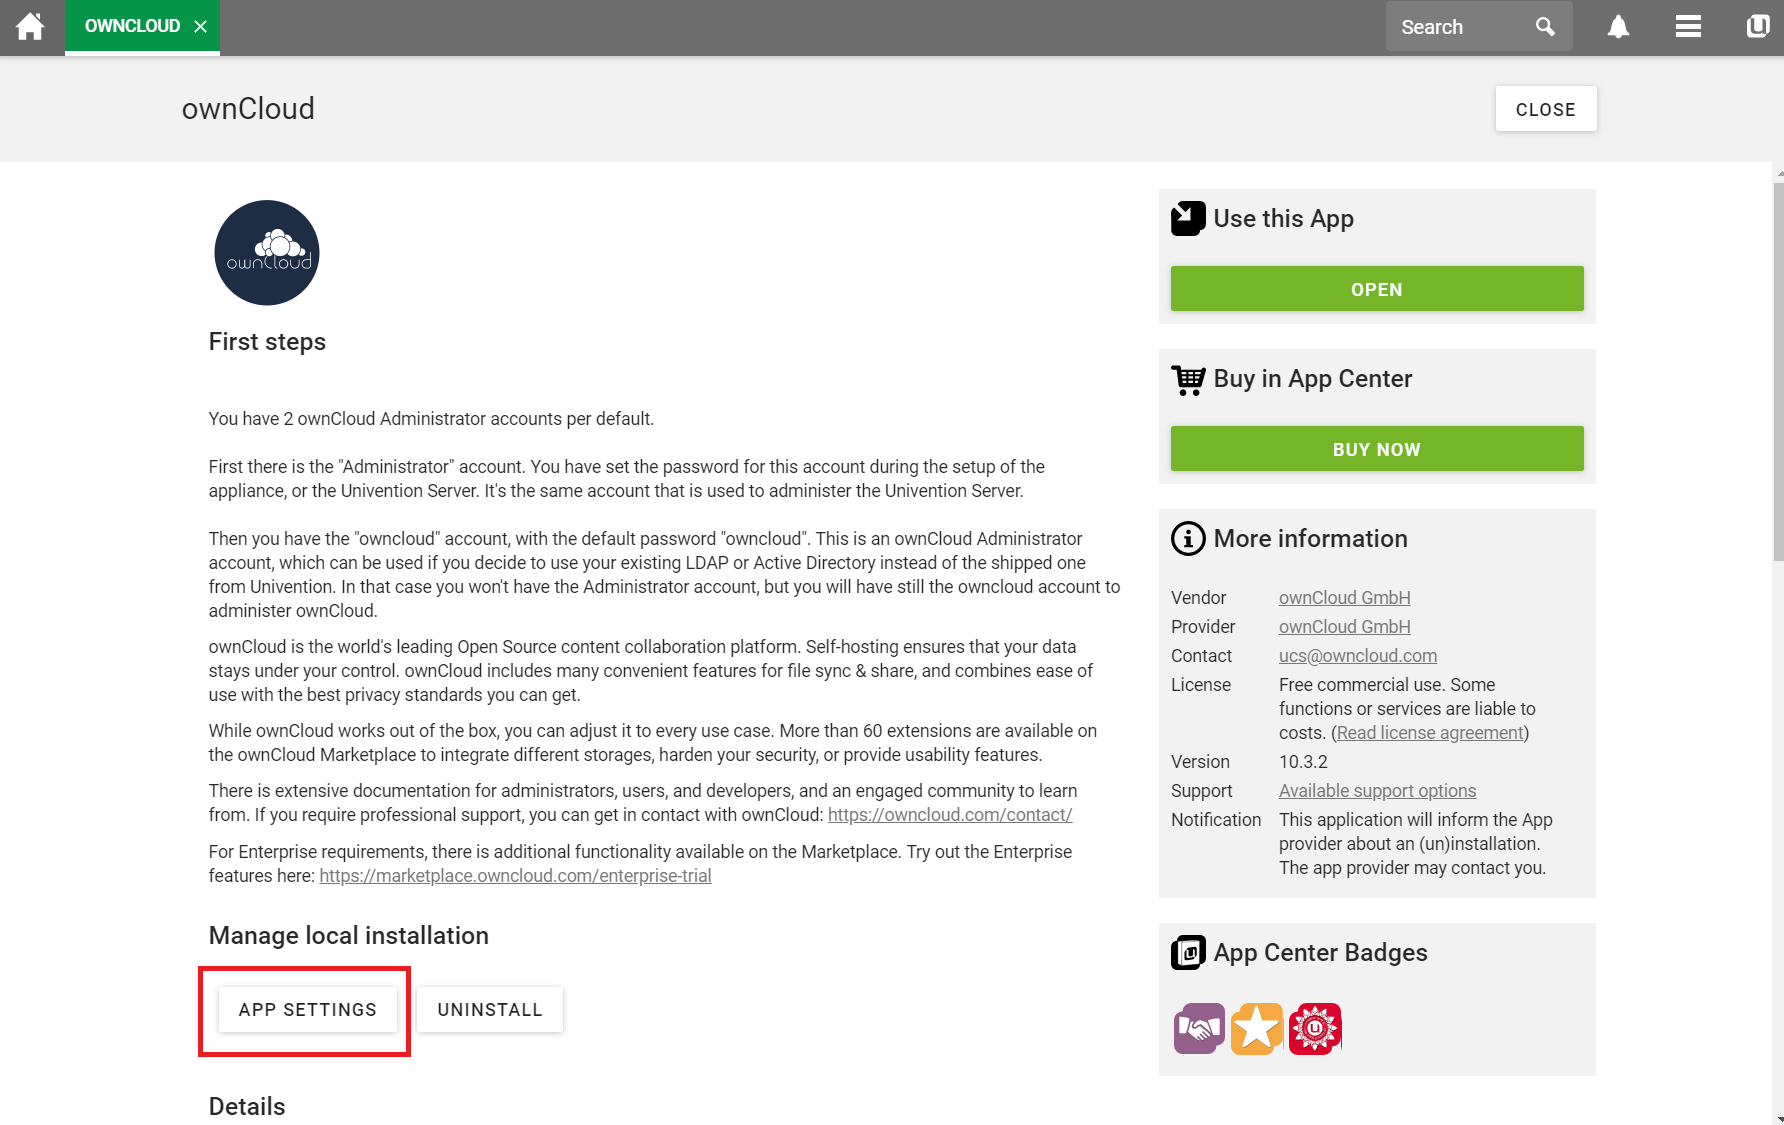 OWNCLOUD
Search
ownCloud
CLOSE
ownCloud
First steps
You have 2 ownCloud Administrator accounts per default.
First there is the "Administrator" account. You have set the password for this account during the setup of the
appliance, or the Univention Server. It's the same account that is used to administer the Univention Server.
Then you have the "owncloud" account, with the default password "owncloud". This is an ownCloud Administrator
account, which can be used if you decide to use your existing LDAP or Active Directory instead of the shipped one
from Univention. In that case you won't have the Administrator account, but you will have still the owncloud account to
administer ownCloud.
ownCloud is the world's leading Open Source content collaboration platform. Self-hosting ensures that your data
stays under your control. ownCloud includes many convenient features for file sync & share, and combines ease of
use with the best privacy standards you can get.
While ownCloud works out of the box, you can adjust it to every use case. More than 60 extensions are available on
the ownCloud Marketplace to integrate different storages, harden your security, or provide usability features.
There is extensive documentation for administrators, users, and developers, and an engaged community to learn
from. If you require professional support, you can get in contact with ownCloud: https://owncloud.com/contact/
For Enterprise requirements, there is additional functionality available on the Marketplace. Try out the Enterprise
features here: https://marketplace.owncloud.com/enterprise-trial
Manage local installation
APP SETTINGS
UNINSTALL
Details
Use this App
OPEN
Buy in App Center
BUY NOW
More information
Vendor ownCloud GmbH
Provider ownCloud GmbH
Contact ucs@owncloud.com
License Free commercial use. Some
functions or services are liable to
costs. (Read license agreement)
Version 10.3.2
Support Available support options
Notification This application will inform the App
provider about an (un)installation.
The app provider may contact you.
App Center Badges